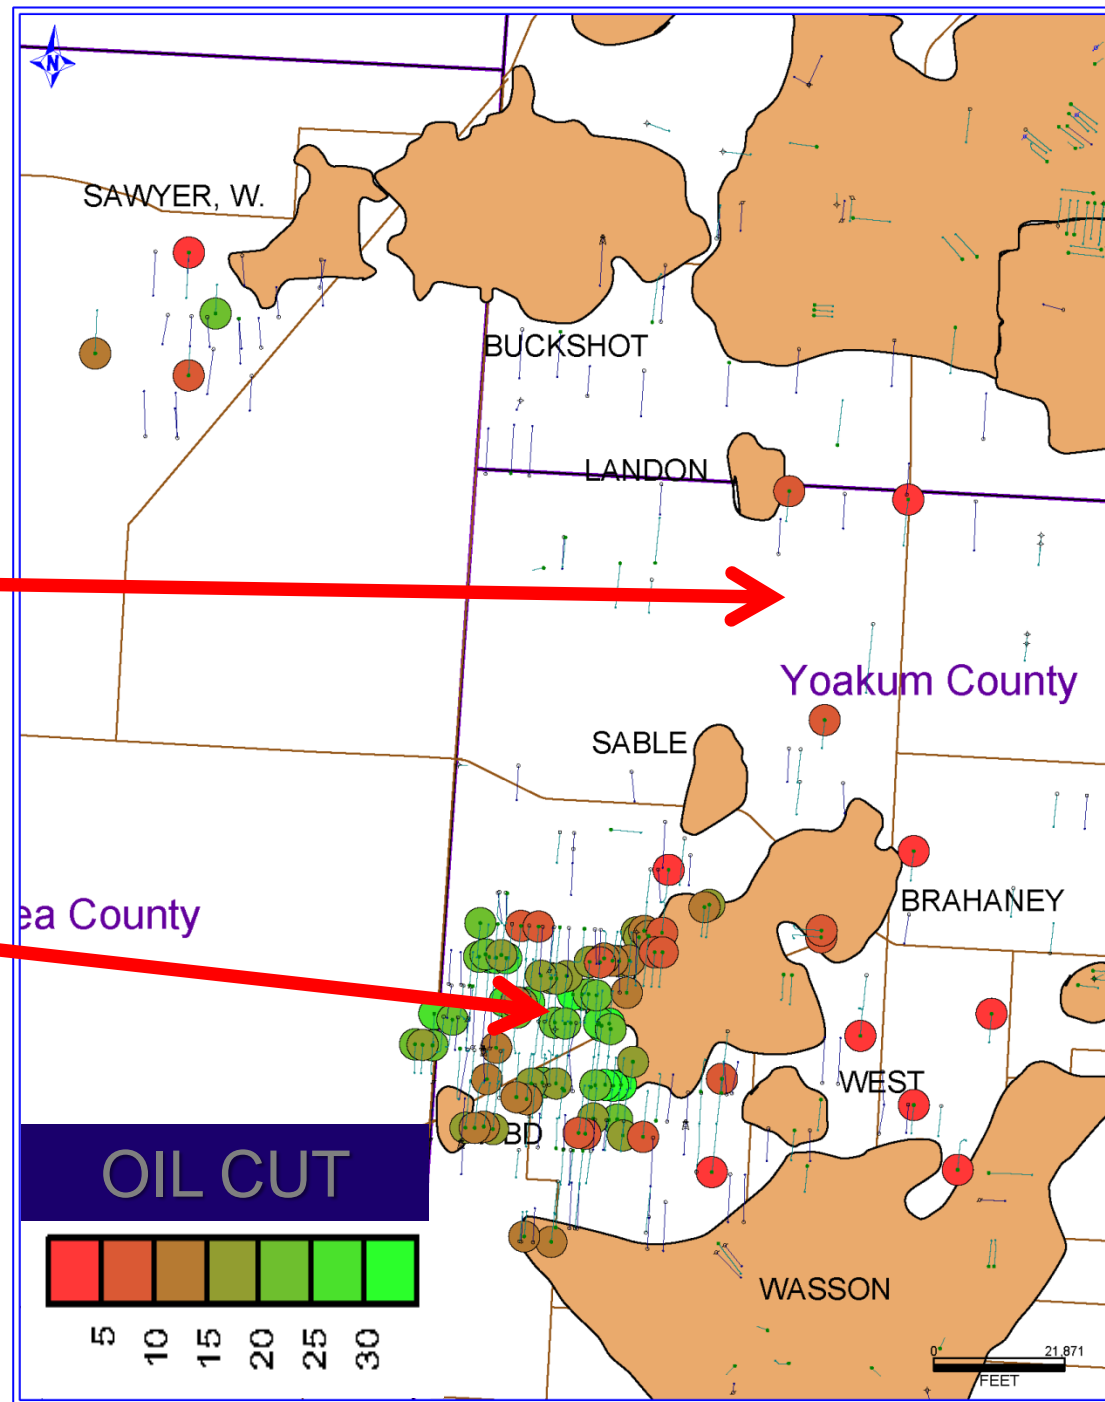 N
SAWYER, W.
BUCKSHOT
LANDON
Yoakum County
SABLE
BRAHANEY
ea County
WEST
BD
OIL CUT
WASSON
5
10
15
20
25
30
0 21,871
FEET